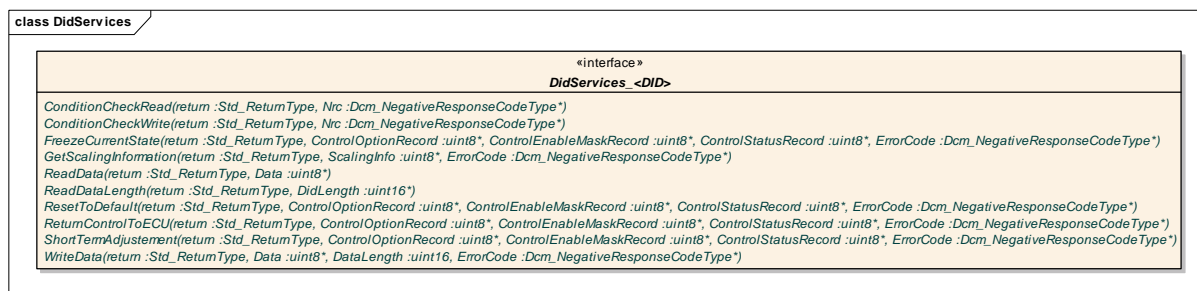 class DidServices
«interface»
DidServices_<DID>
ConditionCheckRead(return :Std_ReturnType, Nrc :Dcm_NegativeResponseCodeType*)
ConditionCheckWrite(return :Std_ReturnType, Nrc :Dcm_NegativeResponseCodeType*)
FreezeCurrentState(return :Std_ReturnType, ControlOptionRecord :uint8*, ControlEnableMaskRecord :uint8*, ControlStatusRecord :uint8*, ErrorCode :Dcm_NegativeResponseCodeType*)
GetScalingInformation(return :Std_ReturnType, ScalingInfo :uint8*, ErrorCode :Dcm_NegativeResponseCodeType*)
ReadData(return :Std_ReturnType, Data :uint8*)
ReadDataLength(return :Std_ReturnType, DidLength :uint16*)
ResetToDefault(return :Std_ReturnType, ControlOptionRecord :uint8*, ControlEnableMaskRecord :uint8*, ControlStatusRecord :uint8*, ErrorCode :Dcm_NegativeResponseCodeType*)
ReturnControlToECU(return :Std_ReturnType, ControlOptionRecord :uint8*, ControlEnableMaskRecord :uint8*, ControlStatusRecord :uint8*, ErrorCode :Dcm_NegativeResponseCodeType*)
ShortTermAdjustement(return :Std_ReturnType, ControlOptionRecord :uint8*, ControlEnableMaskRecord :uint8*, ControlStatusRecord :uint8*, ErrorCode :Dcm_NegativeResponseCodeType*)
WriteData(return :Std_ReturnType, Data :uint8*, DataLength :uint16, ErrorCode :Dcm_NegativeResponseCodeType*)